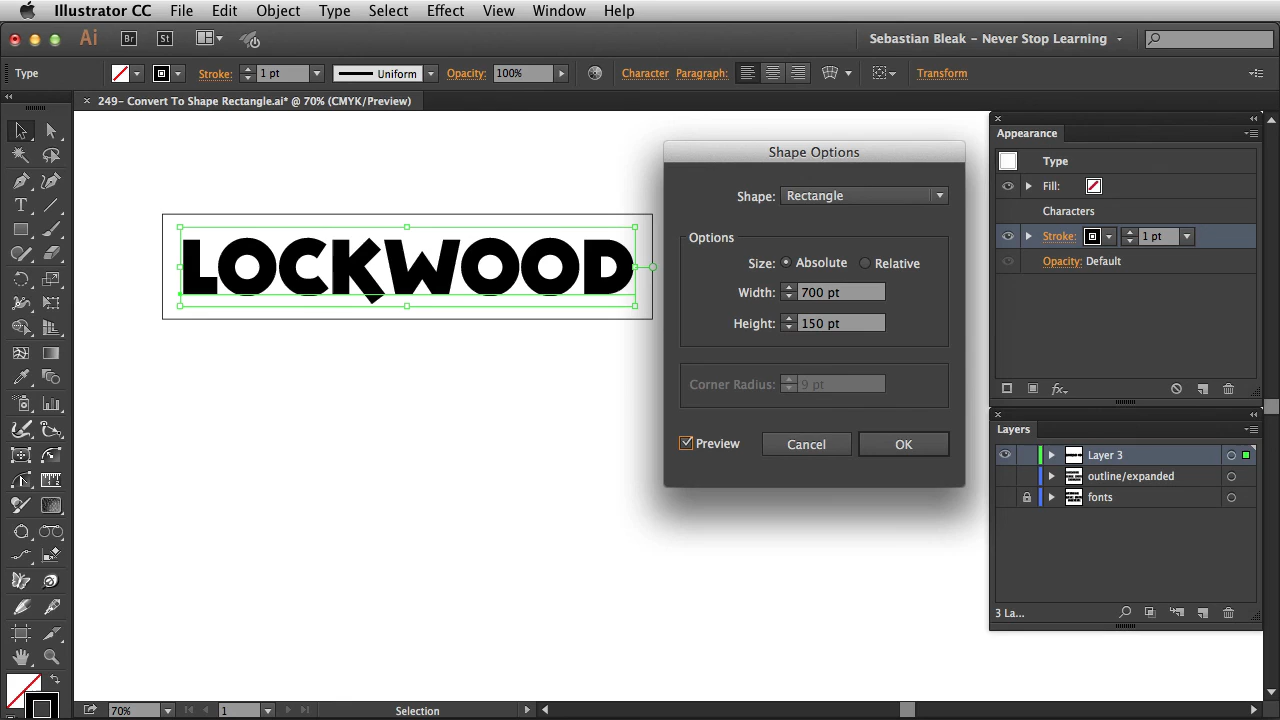 Illustrator CC File Edit Object Type Select Effect View Window Help
Ai Br St Sebastian Bleak – Never Stop Learning
Type Stroke: 1 pt Uniform Opacity: 100% Character Paragraph: Transform
249- Convert To Shape Rectangle.ai* @ 70% (CMYK/Preview)
LOCKWOOD
Shape Options
Shape: Rectangle
Options
Size: Absolute Relative
Width: 700 pt
Height: 150 pt
Corner Radius: 9 pt
Preview Cancel OK
Appearance
Type
Fill:
Characters
Stroke: 1 pt
Opacity: Default
fx
Layers
Layer 3
outline/expanded
fonts
3 La...
70% 1 Selection